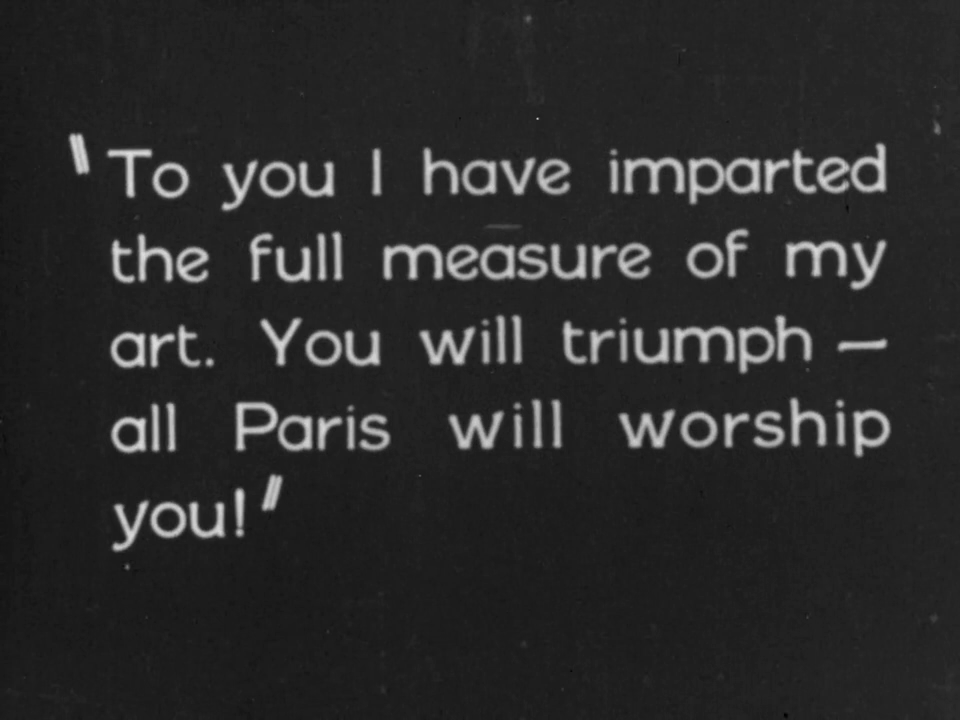 "To you I have imparted
the full measure of my
art. You will triumph —
all Paris will worship
you!"